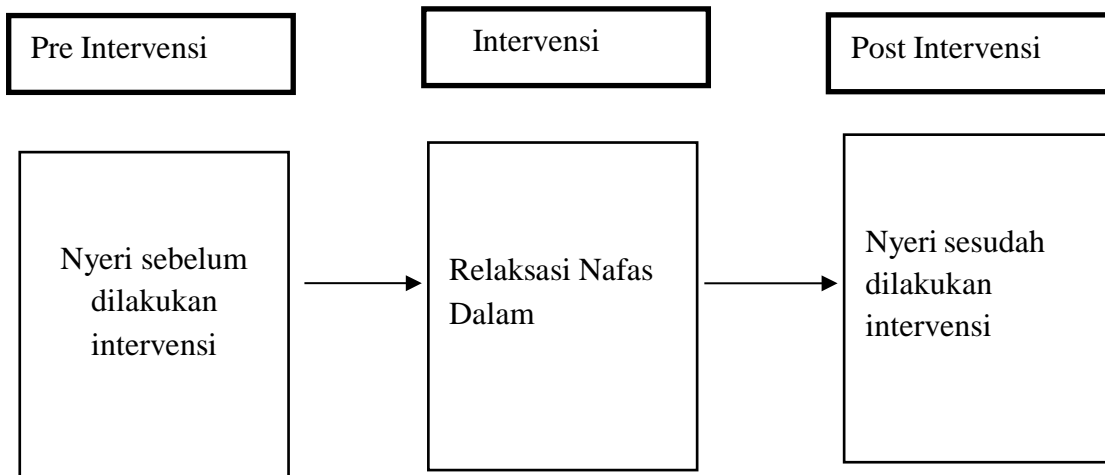 Pre Intervensi
Intervensi
Post Intervensi
Nyeri sebelum
dilakukan
intervensi
Relaksasi Nafas
Dalam
Nyeri sesudah
dilakukan
intervensi